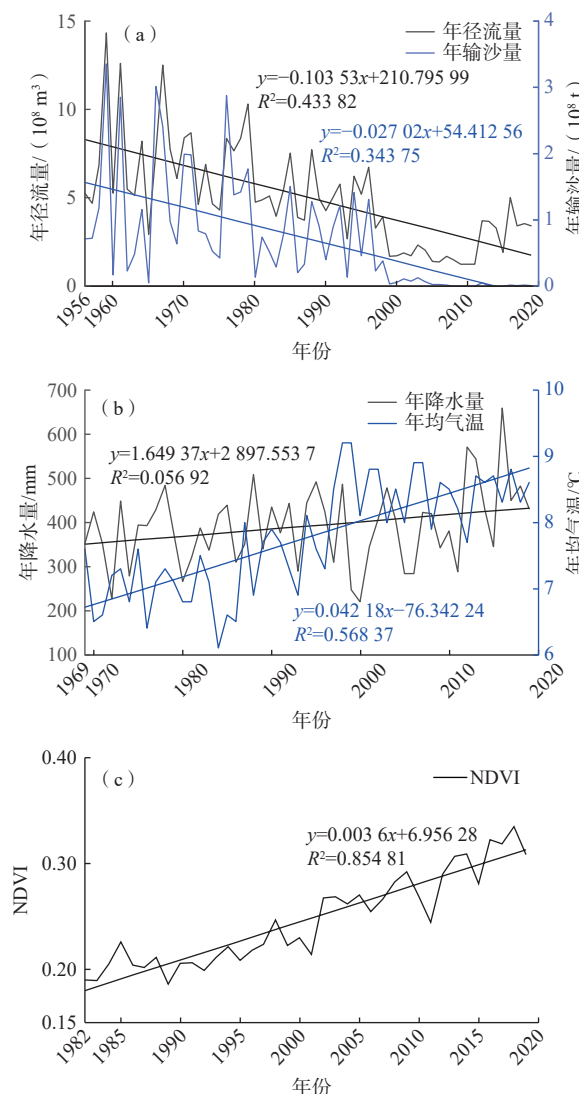 (a)
年径流量
年输沙量
15
10
5
0
年径流量/(10⁸ m³)
4
3
2
1
0
年输沙量/(10⁸ t)
y=−0.103 53x+210.795 99
R²=0.433 82
y=−0.027 02x+54.412 56
R²=0.343 75
1956 1960 1970 1980 1990 2000 2010 2020
年份
(b)
年降水量
年均气温
700
600
500
400
300
200
100
年降水量/mm
10
9
8
7
6
年均气温/℃
y=1.649 37x+2 897.553 7
R²=0.056 92
y=0.042 18x−76.342 24
R²=0.568 37
1969 1970 1980 1990 2000 2010 2020
年份
(c)
NDVI
0.40
0.30
0.20
0.15
NDVI
y=0.003 6x+6.956 28
R²=0.854 81
1982 1985 1990 1995 2000 2005 2010 2015 2020
年份